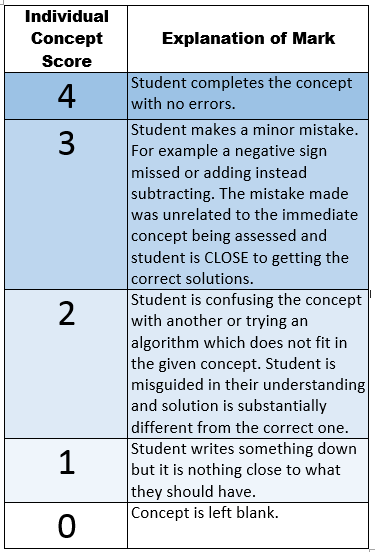 Individual
Concept
Score
Explanation of Mark
4
Student completes the concept
with no errors.
3
Student makes a minor mistake.
For example a negative sign
missed or adding instead
subtracting. The mistake made
was unrelated to the immediate
concept being assessed and
student is CLOSE to getting the
correct solutions.
2
Student is confusing the concept
with another or trying an
algorithm which does not fit in
the given concept. Student is
misguided in their understanding
and solution is substantially
different from the correct one.
1
Student writes something down
but it is nothing close to what
they should have.
0
Concept is left blank.